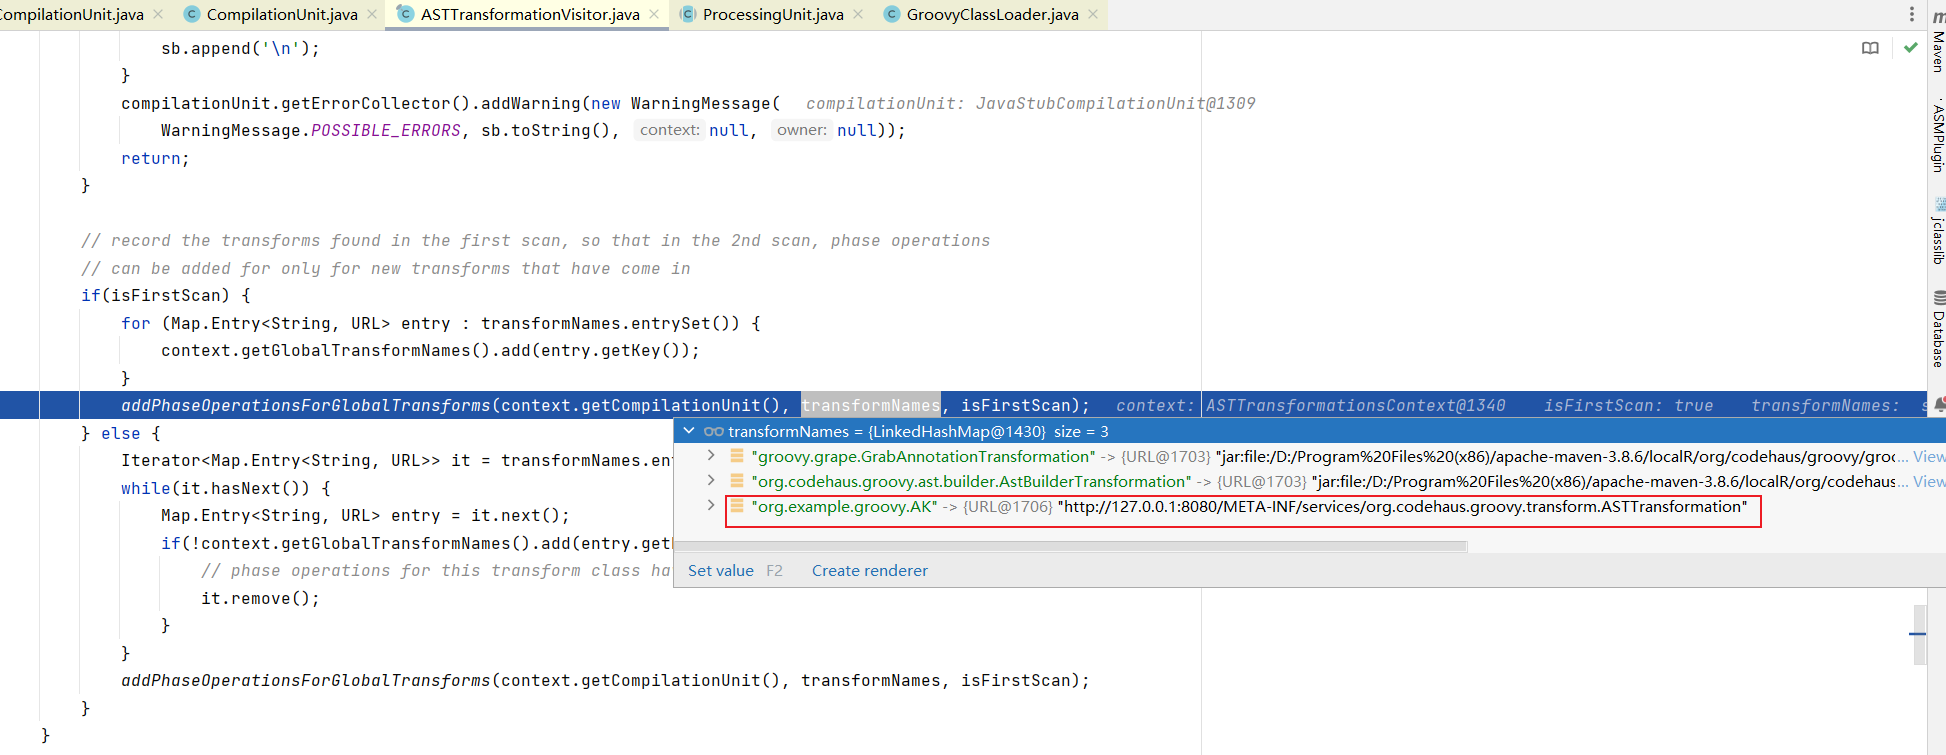 CompilationUnit.java CompilationUnit.java ASTTransformationVisitor.java ProcessingUnit.java GroovyClassLoader.java
sb.append('\n');
}
compilationUnit.getErrorCollector().addWarning(new WarningMessage( compilationUnit: JavaStubCompilationUnit@1309
WarningMessage.POSSIBLE_ERRORS, sb.toString(), context: null, owner: null));
return;
}
// record the transforms found in the first scan, so that in the 2nd scan, phase operations
// can be added for only for new transforms that have come in
if(isFirstScan) {
for (Map.Entry<String, URL> entry : transformNames.entrySet()) {
context.getGlobalTransformNames().add(entry.getKey());
}
addPhaseOperationsForGlobalTransforms(context.getCompilationUnit(), transformNames, isFirstScan); context: ASTTransformationsContext@1340 isFirstScan: true transformNames: s
} else {
transformNames = {LinkedHashMap@1430} size = 3
"groovy.grape.GrabAnnotationTransformation" -> {URL@1703} "jar:file:/D:/Program%20Files%20(x86)/apache-maven-3.8.6/localR/org/codehaus/groovy/groo... View
"org.codehaus.groovy.ast.builder.AstBuilderTransformation" -> {URL@1703} "jar:file:/D:/Program%20Files%20(x86)/apache-maven-3.8.6/localR/org/codehaus... View
"org.example.groovy.AK" -> {URL@1706} "http://127.0.0.1:8080/META-INF/services/org.codehaus.groovy.transform.ASTTransformation"
Set value F2 Create renderer
Iterator<Map.Entry<String, URL>> it = transformNames.en
while(it.hasNext()) {
Map.Entry<String, URL> entry = it.next();
if(!context.getGlobalTransformNames().add(entry.get
// phase operations for this transform class ha
it.remove();
}
}
addPhaseOperationsForGlobalTransforms(context.getCompilationUnit(), transformNames, isFirstScan);
}
}
Maven
ASMPlugin
jclasslib
Database